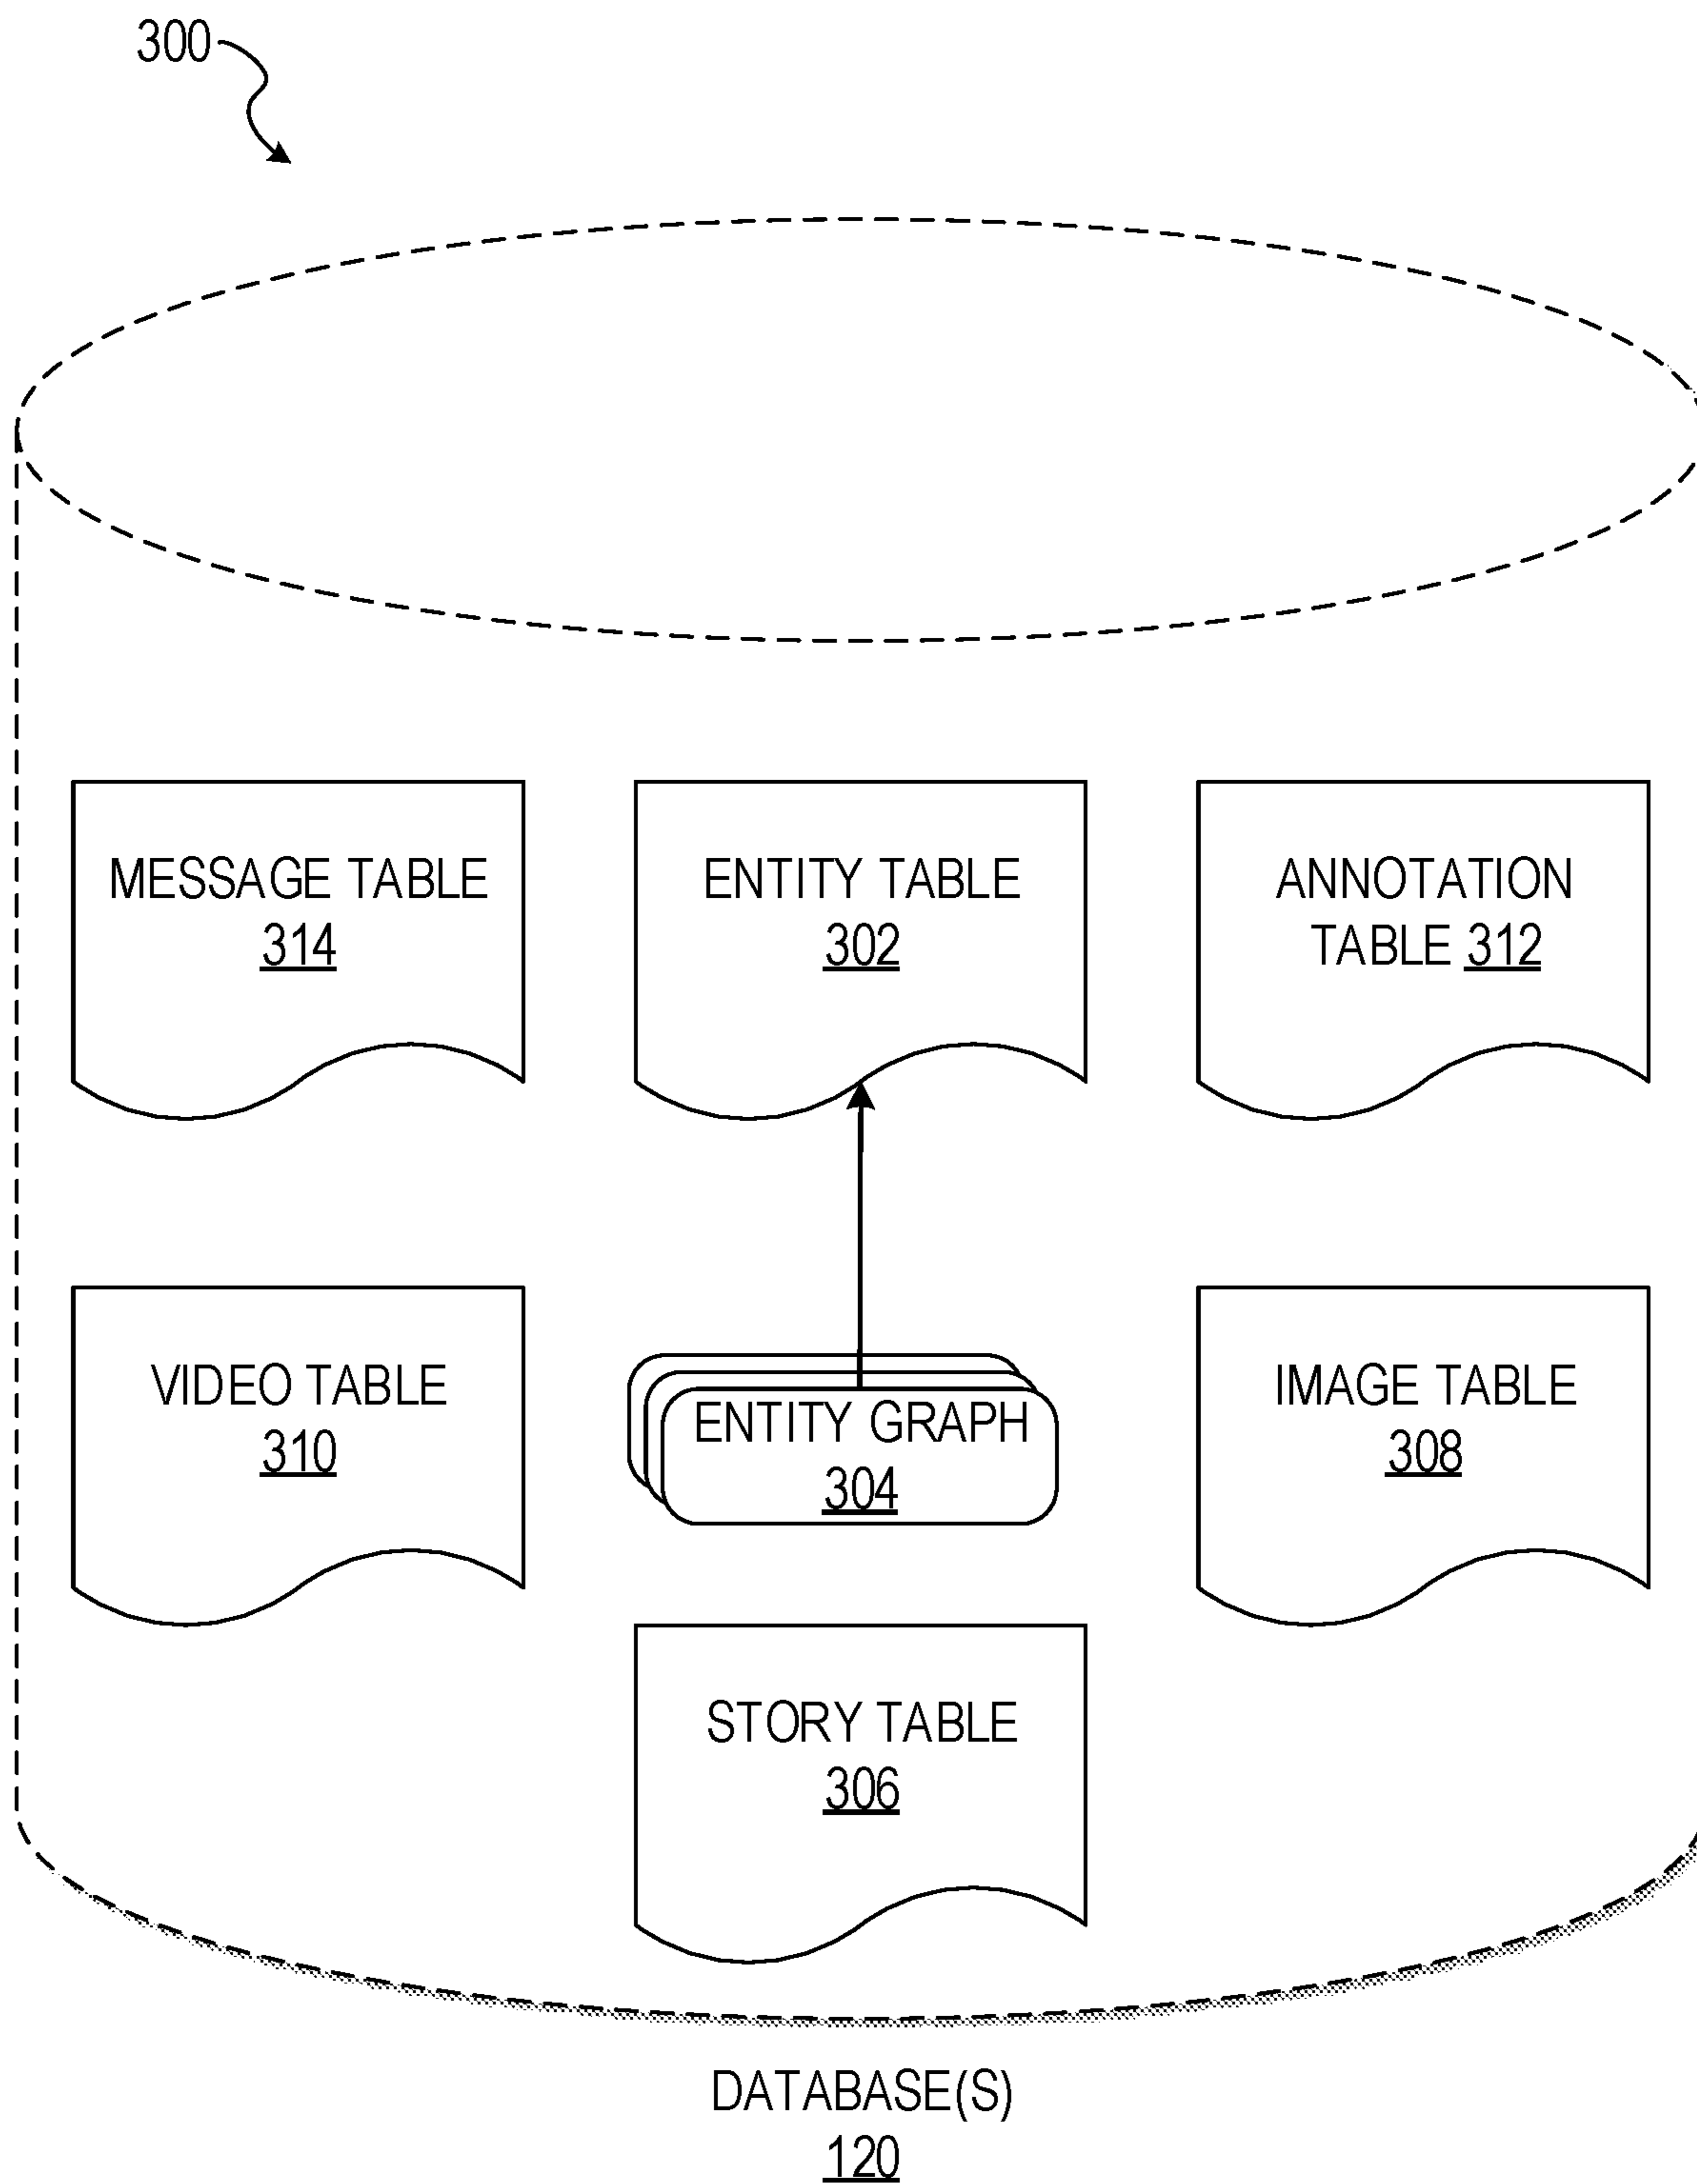 300
MESSAGE TABLE
314
ENTITY TABLE
302
ANNOTATION
TABLE 312
VIDEO TABLE
310
ENTITY GRAPH
304
IMAGE TABLE
308
STORY TABLE
306
DATABASE(S)
120